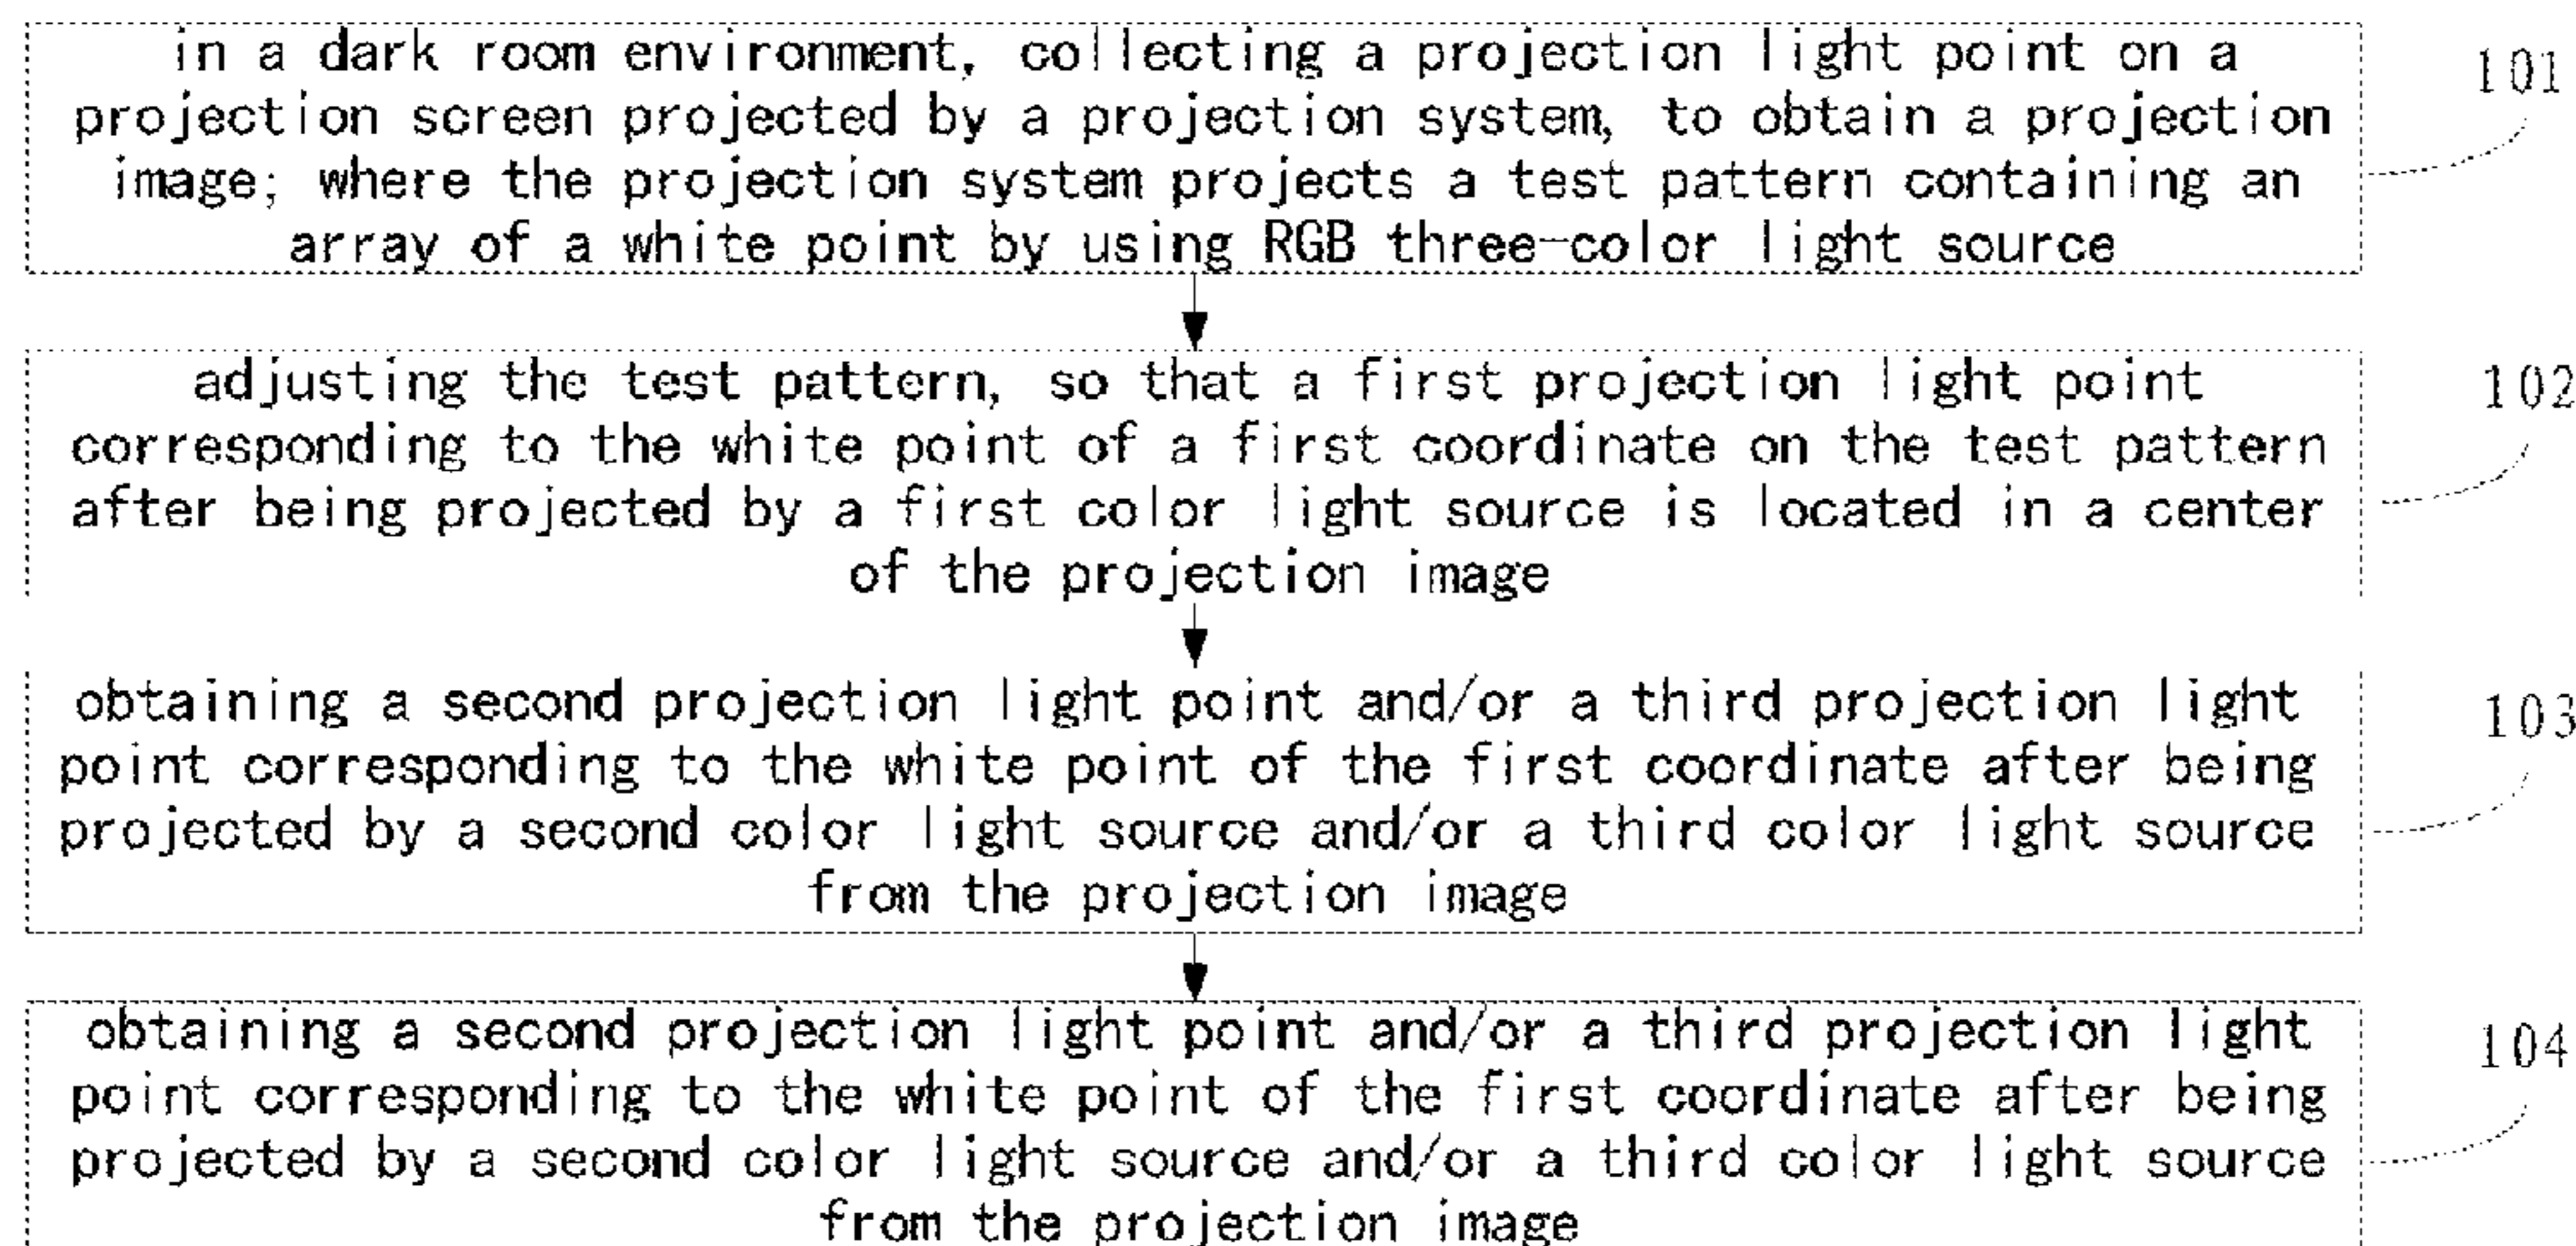 in a dark room environment, collecting a projection light point on a
projection screen projected by a projection system, to obtain a projection
image; where the projection system projects a test pattern containing an
array of a white point by using RGB three-color light source
101
adjusting the test pattern, so that a first projection light point
corresponding to the white point of a first coordinate on the test pattern
after being projected by a first color light source is located in a center
of the projection image
102
obtaining a second projection light point and/or a third projection light
point corresponding to the white point of the first coordinate after being
projected by a second color light source and/or a third color light source
from the projection image
103
obtaining a second projection light point and/or a third projection light
point corresponding to the white point of the first coordinate after being
projected by a second color light source and/or a third color light source
from the projection image
104